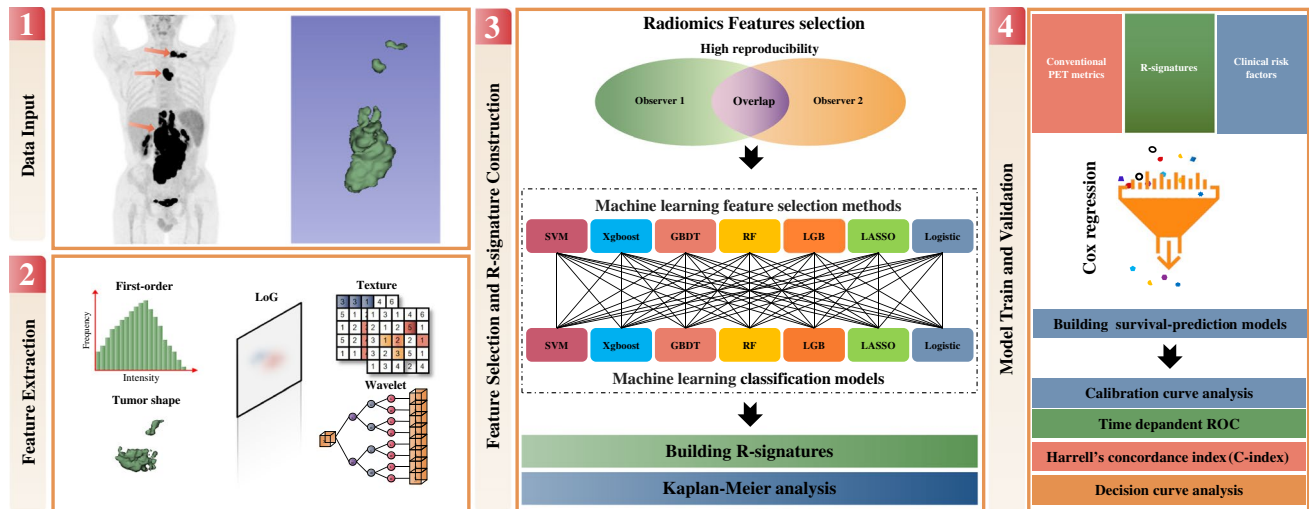 1
Data Input
2
Feature Extraction
First-order
Frequency
Intensity
Tumor shape
LoG
Texture
Wavelet
3
Feature Selection and R-signature Construction
Radiomics Features selection
High reproducibility
Observer 1
Overlap
Observer 2
Machine learning feature selection methods
SVM Xgboost GBDT RF LGB LASSO Logistic
SVM Xgboost GBDT RF LGB LASSO Logistic
Machine learning classification models
Building R-signatures
Kaplan-Meier analysis
4
Model Train and Validation
Conventional
PET metrics
R-signatures
Clinical risk
factors
Cox regression
Building survival-prediction models
Calibration curve analysis
Time dependant ROC
Harrell's concordance index (C-index)
Decision curve analysis